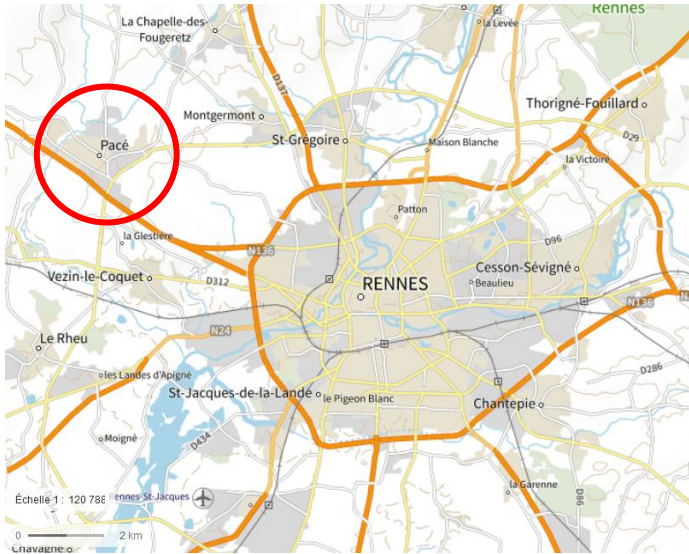 La Chapelle-des-
Fougeretz
la Levée
Rennes
D137
Montgermont
Thorigné-Fouillard
Pacé
St-Grégoire
Maison Blanche
D29
la Victoire
Patton
la Glestière
N136
D96
Vezin-le-Coquet
D312
RENNES
Cesson-Sévigné
Beaulieu
N136
N24
Le Rheu
les Landes d'Apigné
D286
St-Jacques-de-la-Lande
le Pigeon Blanc
Chantepie
Moigné
D434
la Garenne
Échelle 1 : 120 788
ennes-St-Jacques
D86
0
2 km
Chavagne